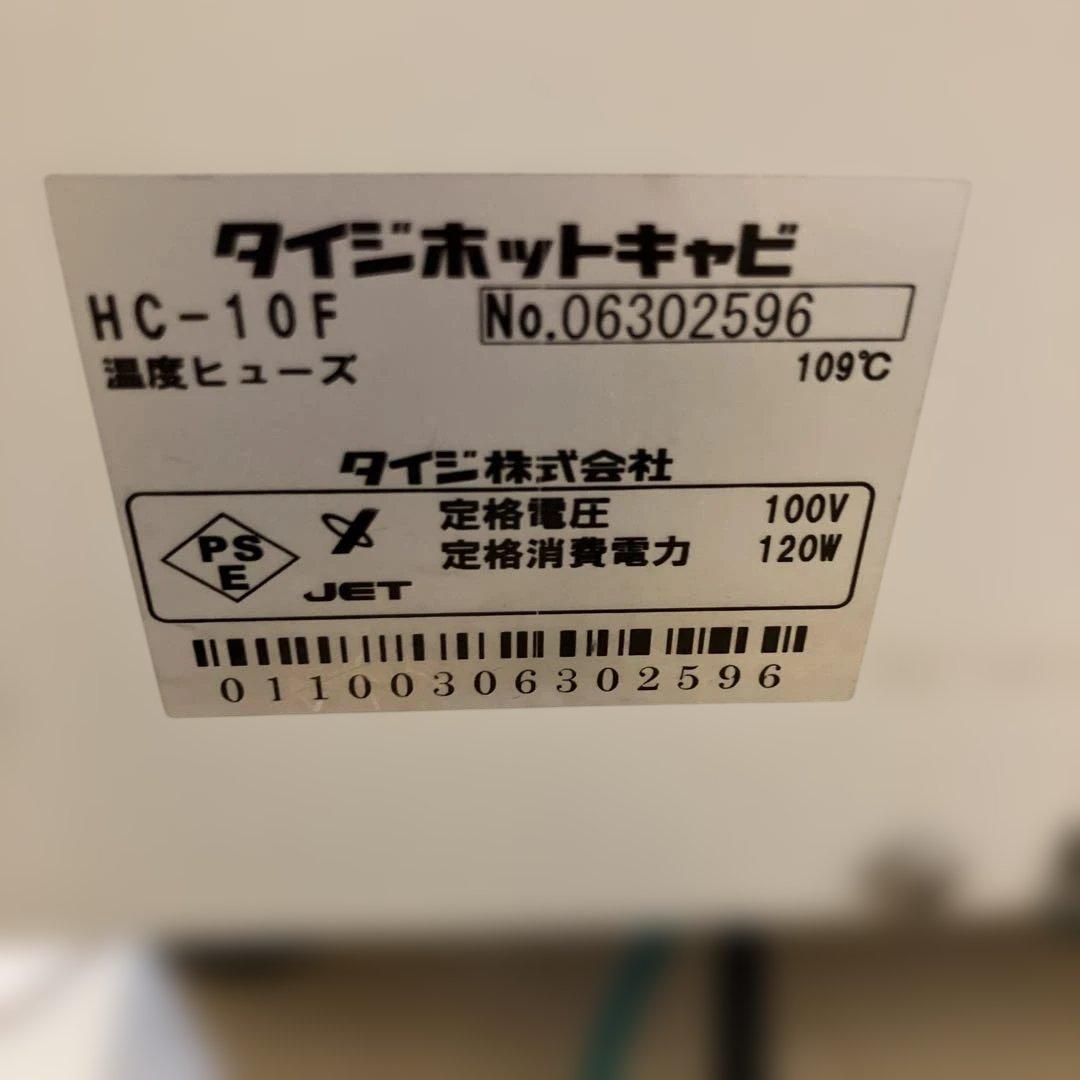 タイジホットキャビ
HC-10F No.06302596
温度ヒューズ 109℃
タイジ株式会社
PSE JET 定格電圧 100V
定格消費電力 120W
01100306302596